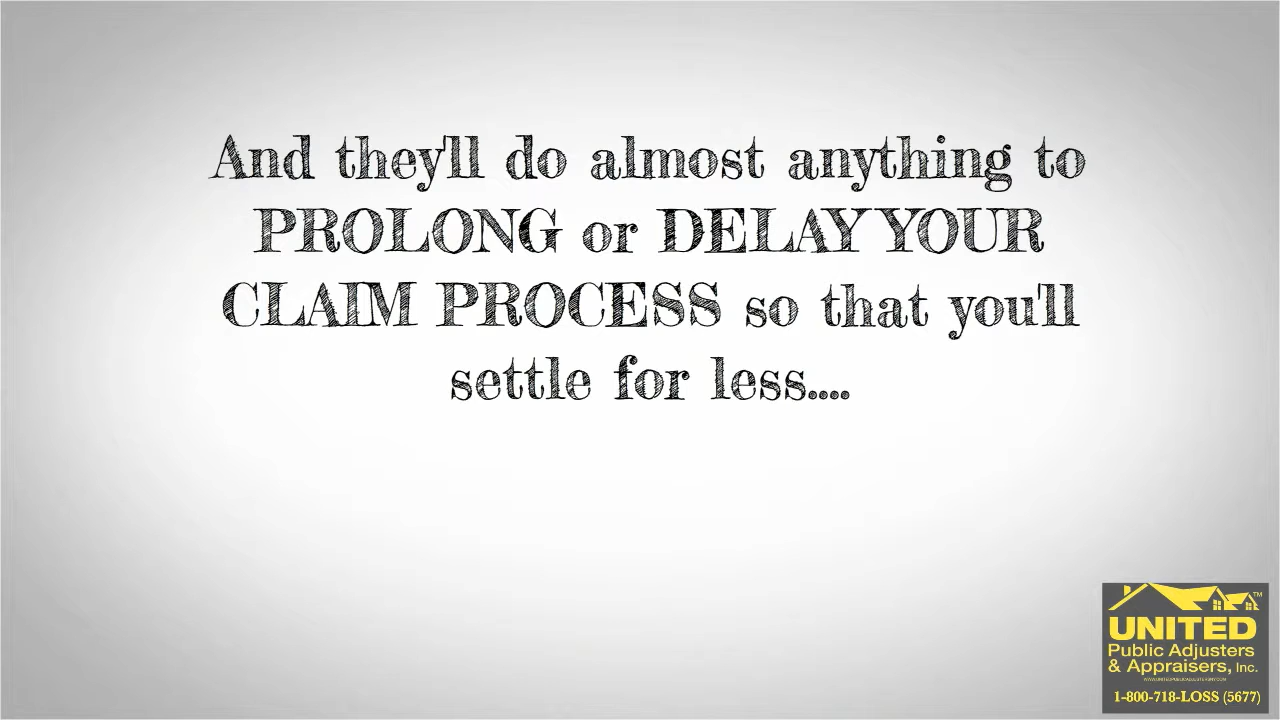 And they'll do almost anything to
PROLONG or DELAY YOUR
CLAIM PROCESS so that you'll
settle for less....
TM
UNITED
Public Adjusters
& Appraisers, Inc.
1-800-718-LOSS (5677)